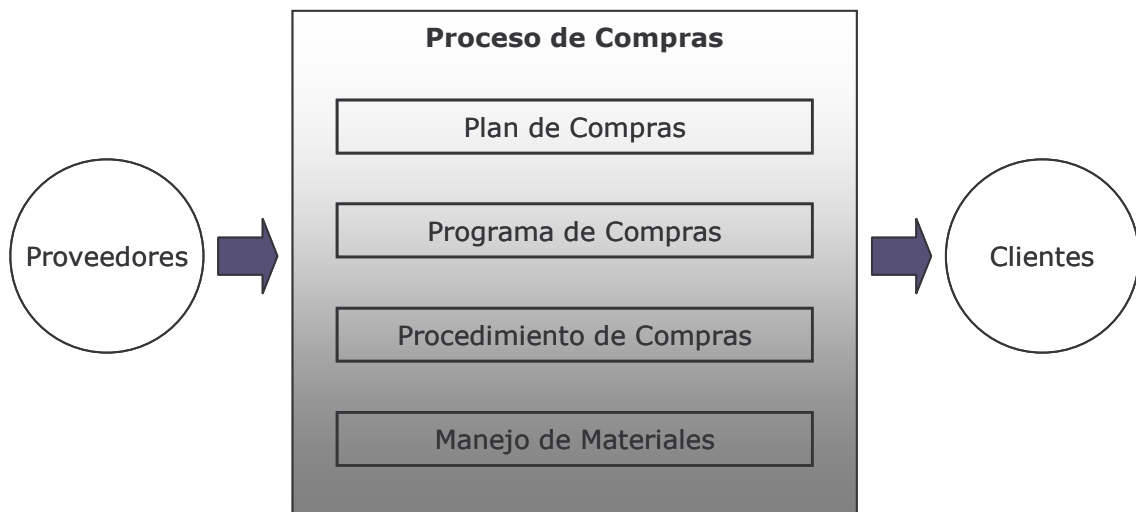 Proceso de Compras
Plan de Compras
Programa de Compras
Proveedores
Clientes
Procedimiento de Compras
Manejo de Materiales